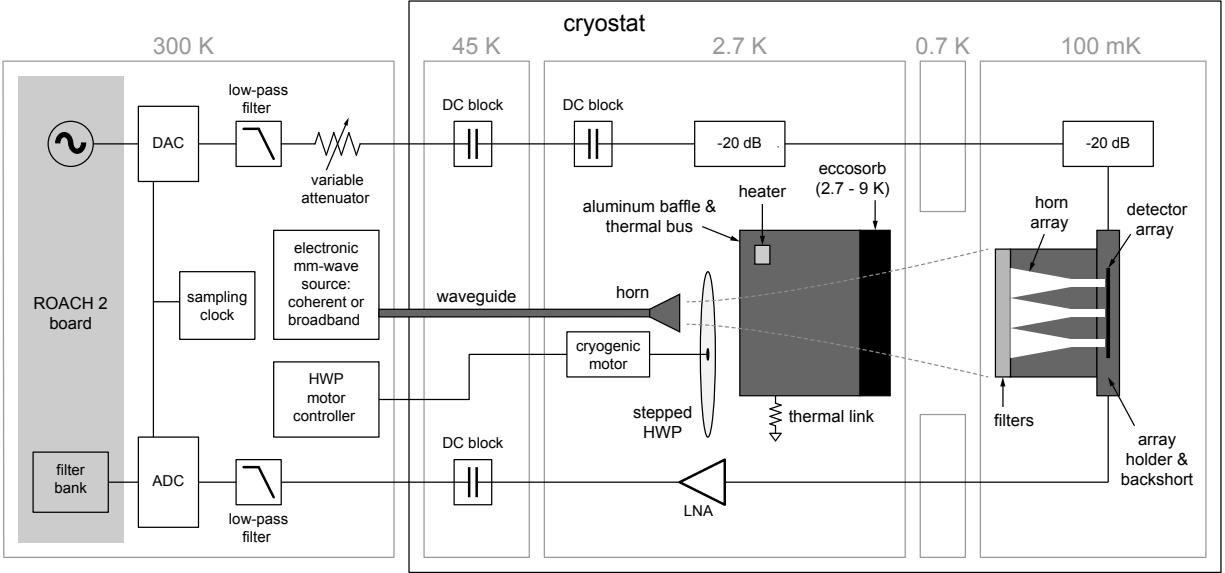 cryostat
300 K
45 K
2.7 K
0.7 K
100 mK
low-pass
filter
DAC
variable
attenuator
DC block
DC block
-20 dB
-20 dB
eccosorb
(2.7 - 9 K)
heater
aluminum baffle &
thermal bus
horn
array
detector
array
ROACH 2
board
sampling
clock
electronic
mm-wave
source:
coherent or
broadband
waveguide
horn
cryogenic
motor
HWP
motor
controller
stepped
HWP
thermal link
filters
array
holder &
backshort
filter
bank
ADC
low-pass
filter
DC block
LNA